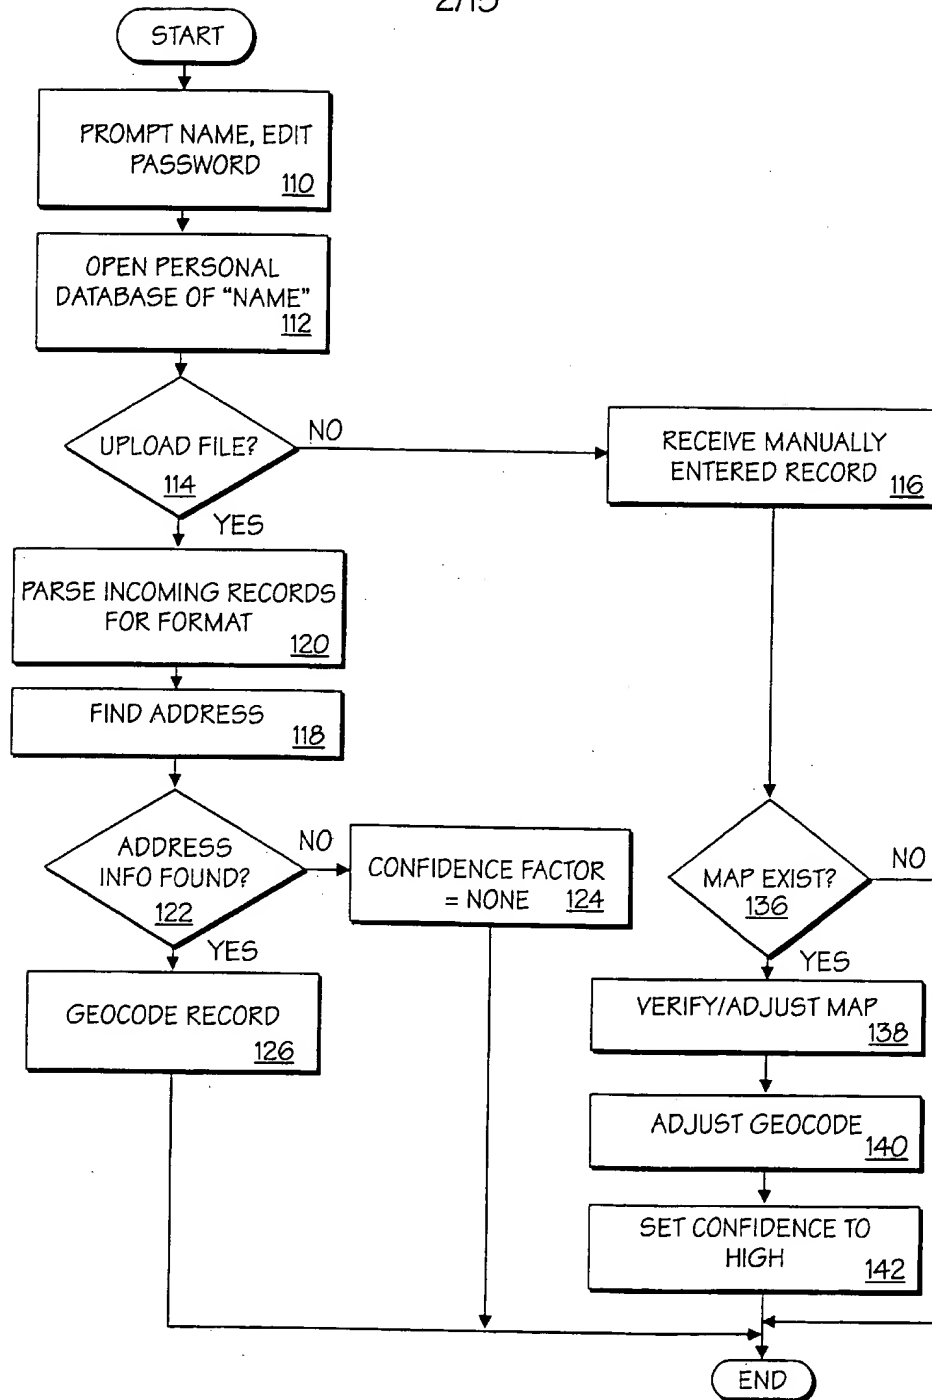 2/15
START
PROMPT NAME, EDIT
PASSWORD
110
OPEN PERSONAL
DATABASE OF "NAME"
112
UPLOAD FILE?
114
NO
YES
RECEIVE MANUALLY
ENTERED RECORD
116
PARSE INCOMING RECORDS
FOR FORMAT
120
FIND ADDRESS
118
ADDRESS
INFO FOUND?
122
NO
YES
CONFIDENCE FACTOR
= NONE 124
MAP EXIST?
136
NO
YES
GEOCODE RECORD
126
VERIFY/ADJUST MAP
138
ADJUST GEOCODE
140
SET CONFIDENCE TO
HIGH
142
END